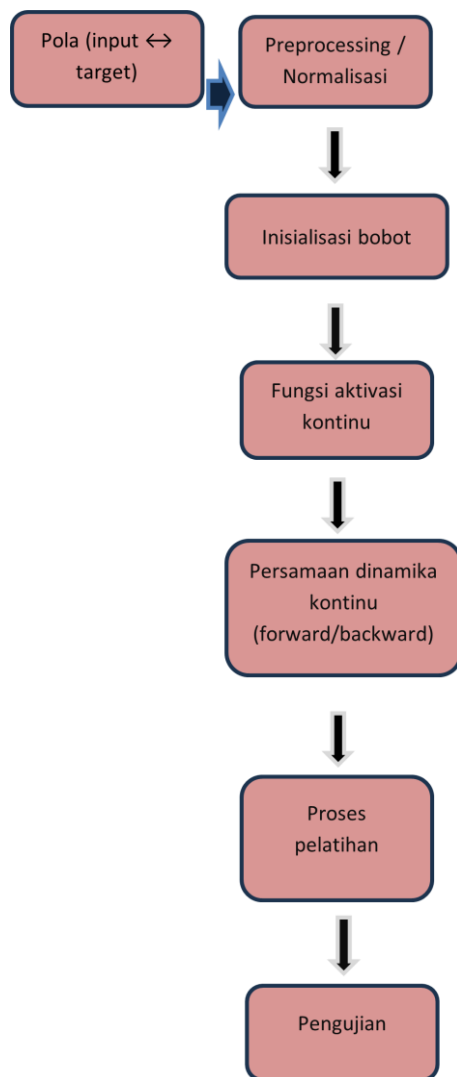 Pola (input ↔
target)
Preprocessing /
Normalisasi
Inisialisasi bobot
Fungsi aktivasi
kontinu
Persamaan dinamika
kontinu
(forward/backward)
Proses
pelatihan
Pengujian